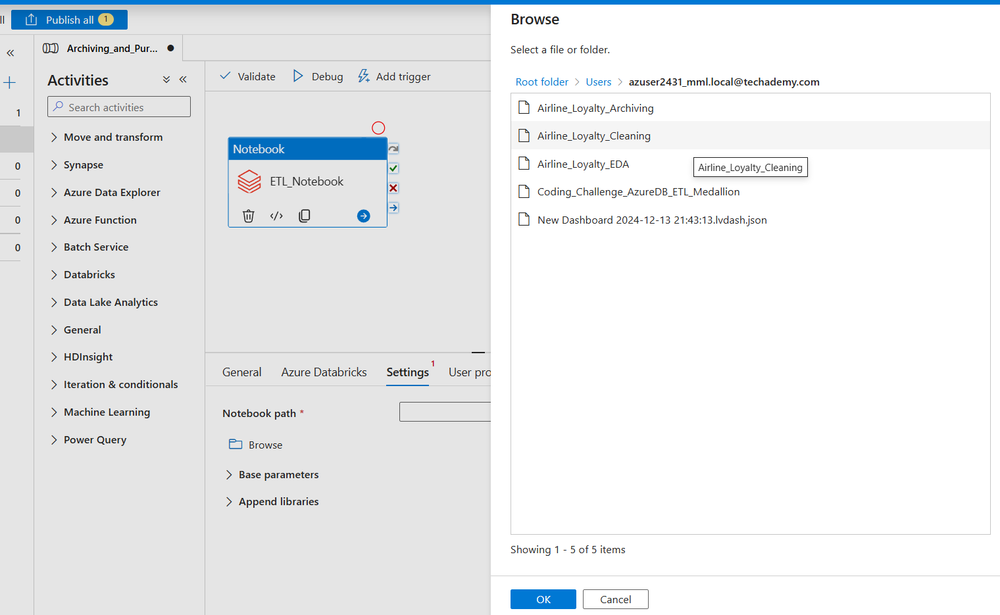 ll
Publish all 1
«
Archiving_and_Pur... ●
1
0
0
0
0
Activities
Search activities
Move and transform
Synapse
Azure Data Explorer
Azure Function
Batch Service
Databricks
Data Lake Analytics
General
HDInsight
Iteration & conditionals
Machine Learning
Power Query
Validate Debug Add trigger
Notebook
ETL_Notebook
General Azure Databricks Settings 1 User pro
Notebook path *
Browse
Base parameters
Append libraries
Browse
Select a file or folder.
Root folder > Users > azuser2431_mml.local@techademy.com
Airline_Loyalty_Archiving
Airline_Loyalty_Cleaning
Airline_Loyalty_EDA
Airline_Loyalty_Cleaning
Coding_Challenge_AzureDB_ETL_Medallion
New Dashboard 2024-12-13 21:43:13.lvdash.json
Showing 1 - 5 of 5 items
OK Cancel